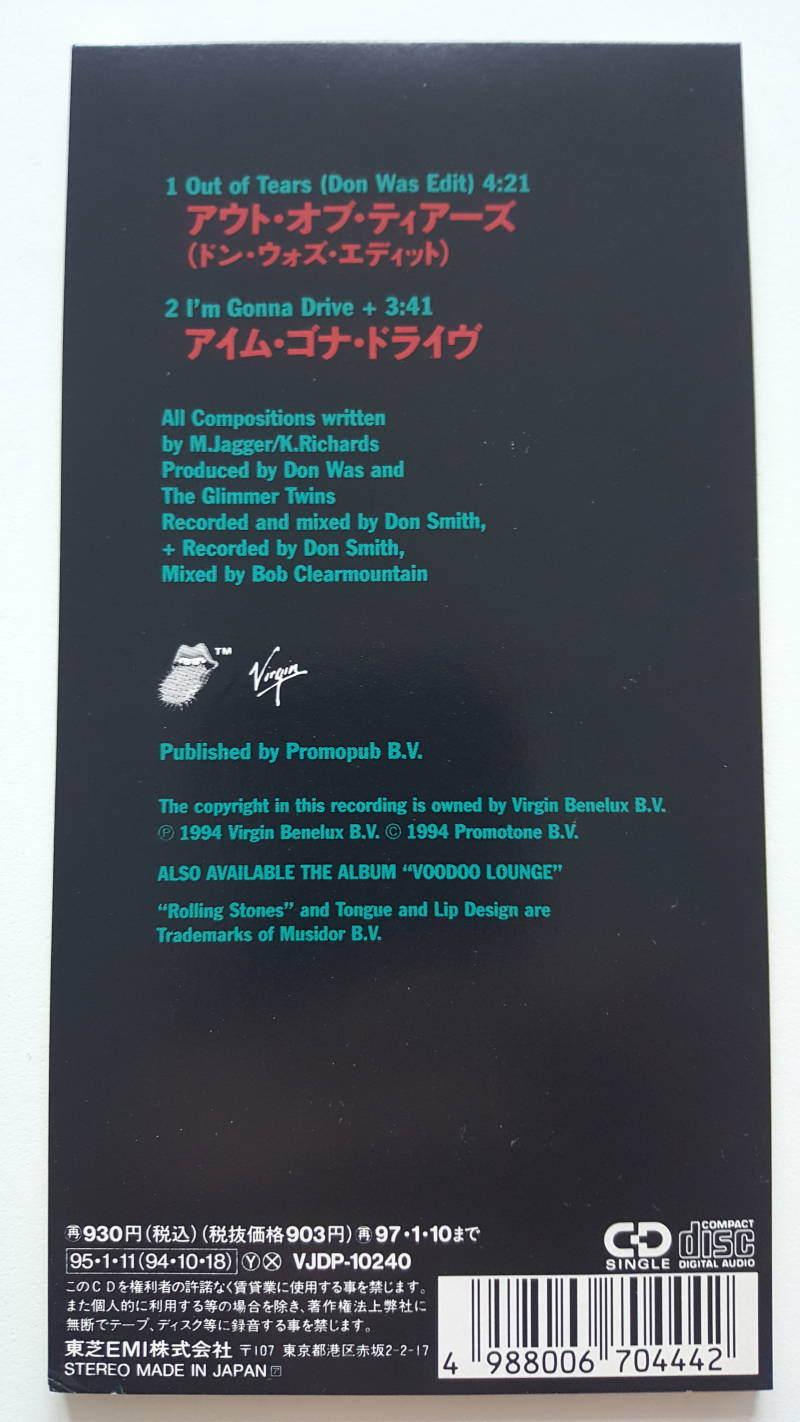 1 Out of Tears (Don Was Edit) 4:21
アウト・オブ・ティアーズ
(ドン・ウォズ・エディット)
2 I'm Gonna Drive + 3:41
アイム・ゴナ・ドライヴ
All Compositions written
by M.Jagger/K.Richards
Produced by Don Was and
The Glimmer Twins
Recorded and mixed by Don Smith,
+ Recorded by Don Smith,
Mixed by Bob Clearmountain
TM
Virgin
Published by Promopub B.V.
The copyright in this recording is owned by Virgin Benelux B.V.
Ⓟ 1994 Virgin Benelux B.V. © 1994 Promotone B.V.
ALSO AVAILABLE THE ALBUM “VOODOO LOUNGE”
“Rolling Stones” and Tongue and Lip Design are
Trademarks of Musidor B.V.
再930円(税込)(税抜価格903円)再97・1・10まで
95・1・11(94・10・18) Ⓨ Ⓧ VJDP-10240
このCDを権利者の許諾なく賃貸業に使用する事を禁じます。
また個人的に利用する等の場合を除き、著作権法上弊社に
無断でテープ、ディスク等に録音する事を禁じます。
東芝EMI株式会社 〒107 東京都港区赤坂2-2-17
STEREO MADE IN JAPAN ア
CD SINGLE
COMPACT disc DIGITAL AUDIO
4 988006 704442